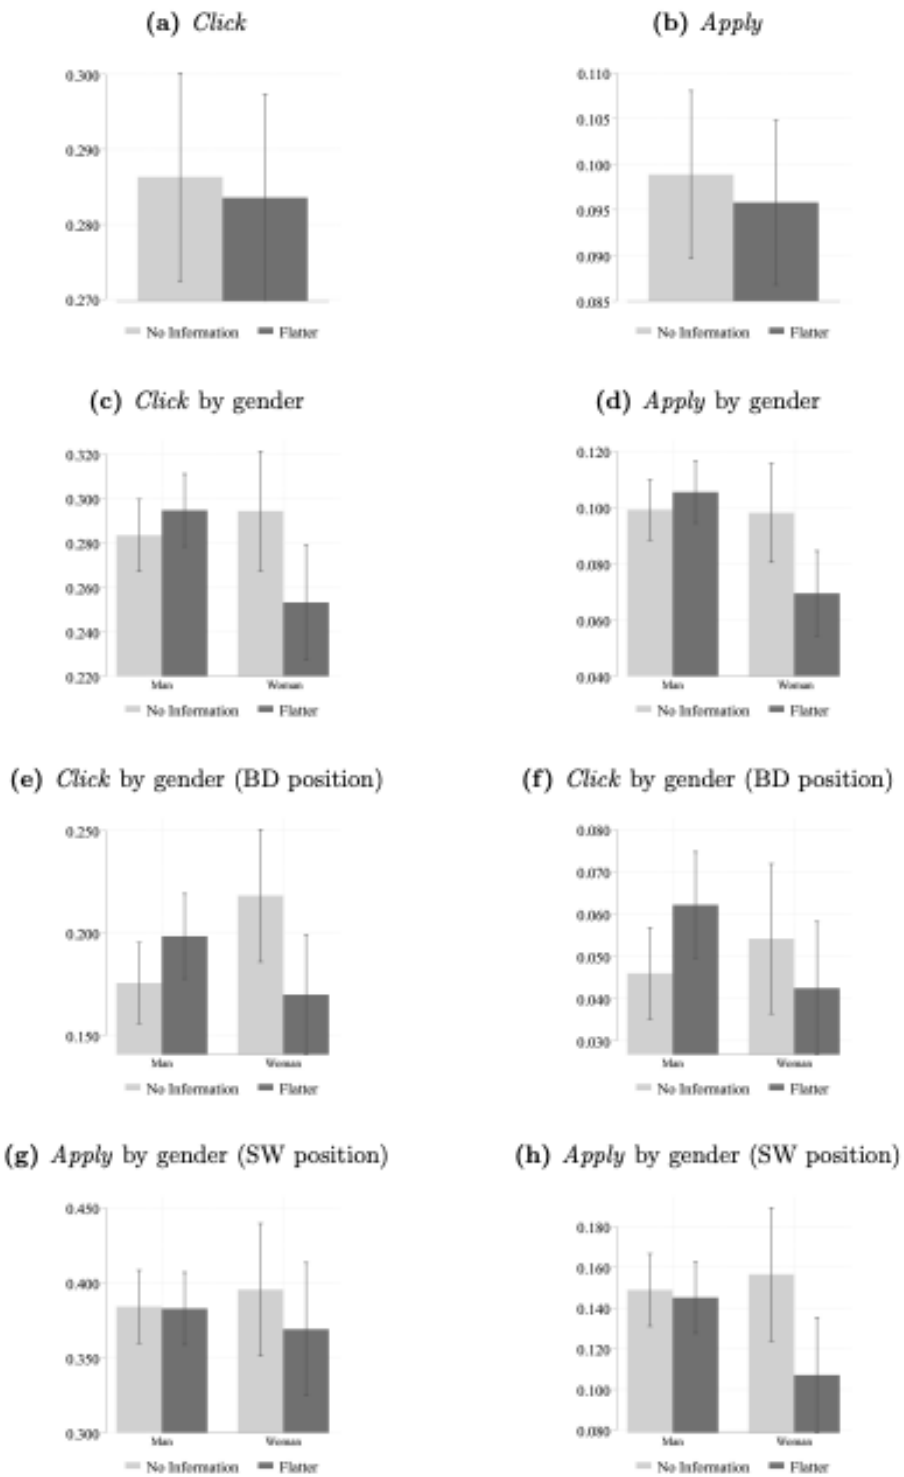 (a) Click
(b) Apply
0.300
0.290
0.280
0.270
No Information Flatter
0.110
0.105
0.100
0.095
0.090
0.085
No Information Flatter
(c) Click by gender
(d) Apply by gender
0.320
0.300
0.280
0.260
0.240
0.220
Man Woman
No Information Flatter
0.120
0.100
0.080
0.060
0.040
Man Woman
No Information Flatter
(e) Click by gender (BD position)
(f) Click by gender (BD position)
0.250
0.200
0.150
Man Woman
No Information Flatter
0.080
0.070
0.060
0.050
0.040
0.030
Man Woman
No Information Flatter
(g) Apply by gender (SW position)
(h) Apply by gender (SW position)
0.450
0.400
0.350
0.300
Man Woman
No Information Flatter
0.180
0.160
0.140
0.120
0.100
0.080
Man Woman
No Information Flatter